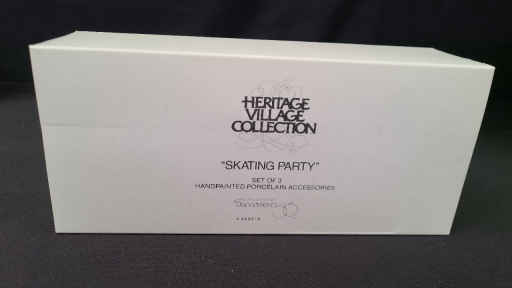 HERITAGE
VILLAGE
COLLECTION
"SKATING PARTY"
SET OF 3
HANDPAINTED PORCELAIN ACCESSORIES